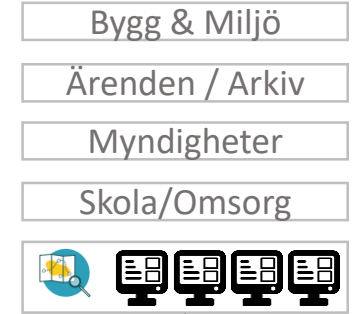 Bygg & Miljö
Ärenden / Arkiv
Myndigheter
Skola/Omsorg